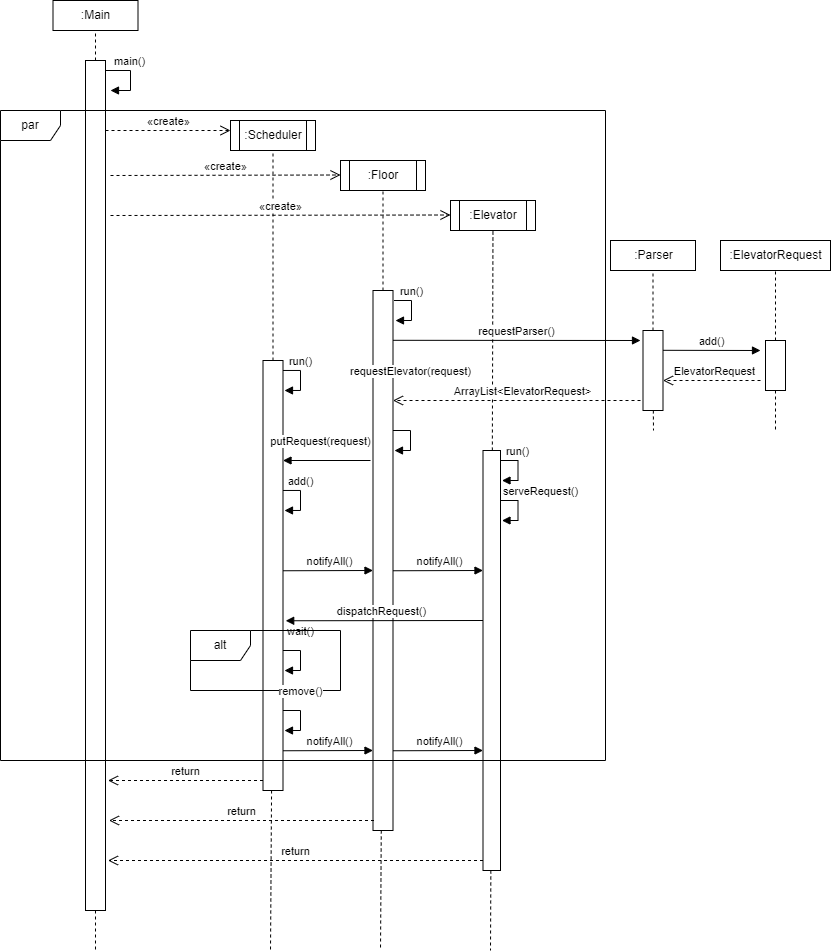 :Main
main()
par
«create»
:Scheduler
«create»
:Floor
«create»
:Elevator
:Parser
:ElevatorRequest
run()
requestParser()
add()
run()
requestElevator(request)
ElevatorRequest
ArrayList<ElevatorRequest>
putRequest(request)
run()
add()
serveRequest()
notifyAll()
notifyAll()
dispatchRequest()
wait()
alt
remove()
notifyAll()
notifyAll()
return
return
return